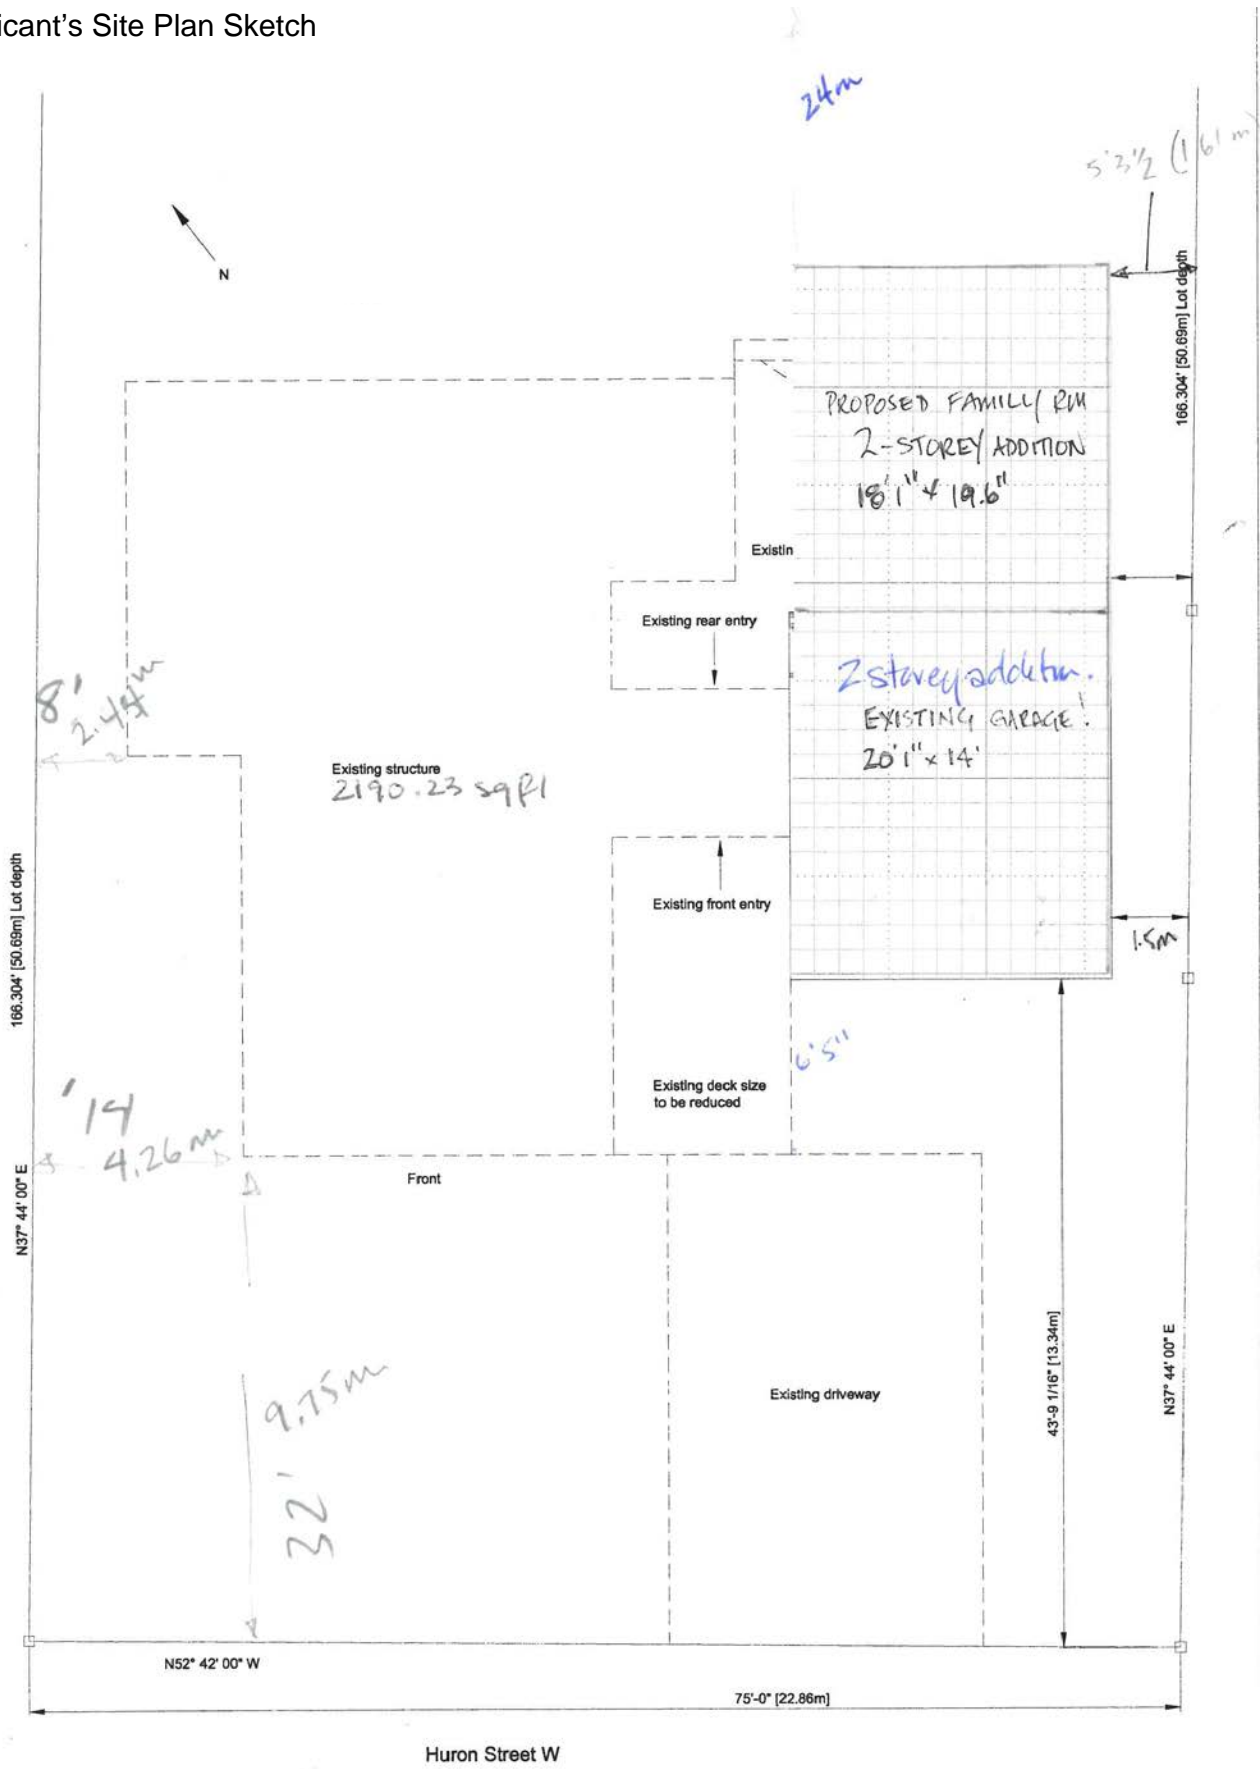 icant's Site Plan Sketch
24m
5'3½ (1.61m)
N
166.304' [50.69m] Lot depth
PROPOSED FAMILLY RM
2-STOREY ADDITION
18'1" x 19.6"
Existin
Existing rear entry
2 storey addition.
EXISTING GARAGE!
20'1" x 14'
8'
2.44m
Existing structure
2190.23 sqft
Existing front entry
1.5m
166.304' [50.69m] Lot depth
6'5"
Existing deck size
to be reduced
'14
4.26m
N37° 44' 00" E
Front
9.75m
32'
Existing driveway
43'-9 1/16" [13.34m]
N37° 44' 00" E
N52° 42' 00" W
75'-0" [22.86m]
Huron Street W